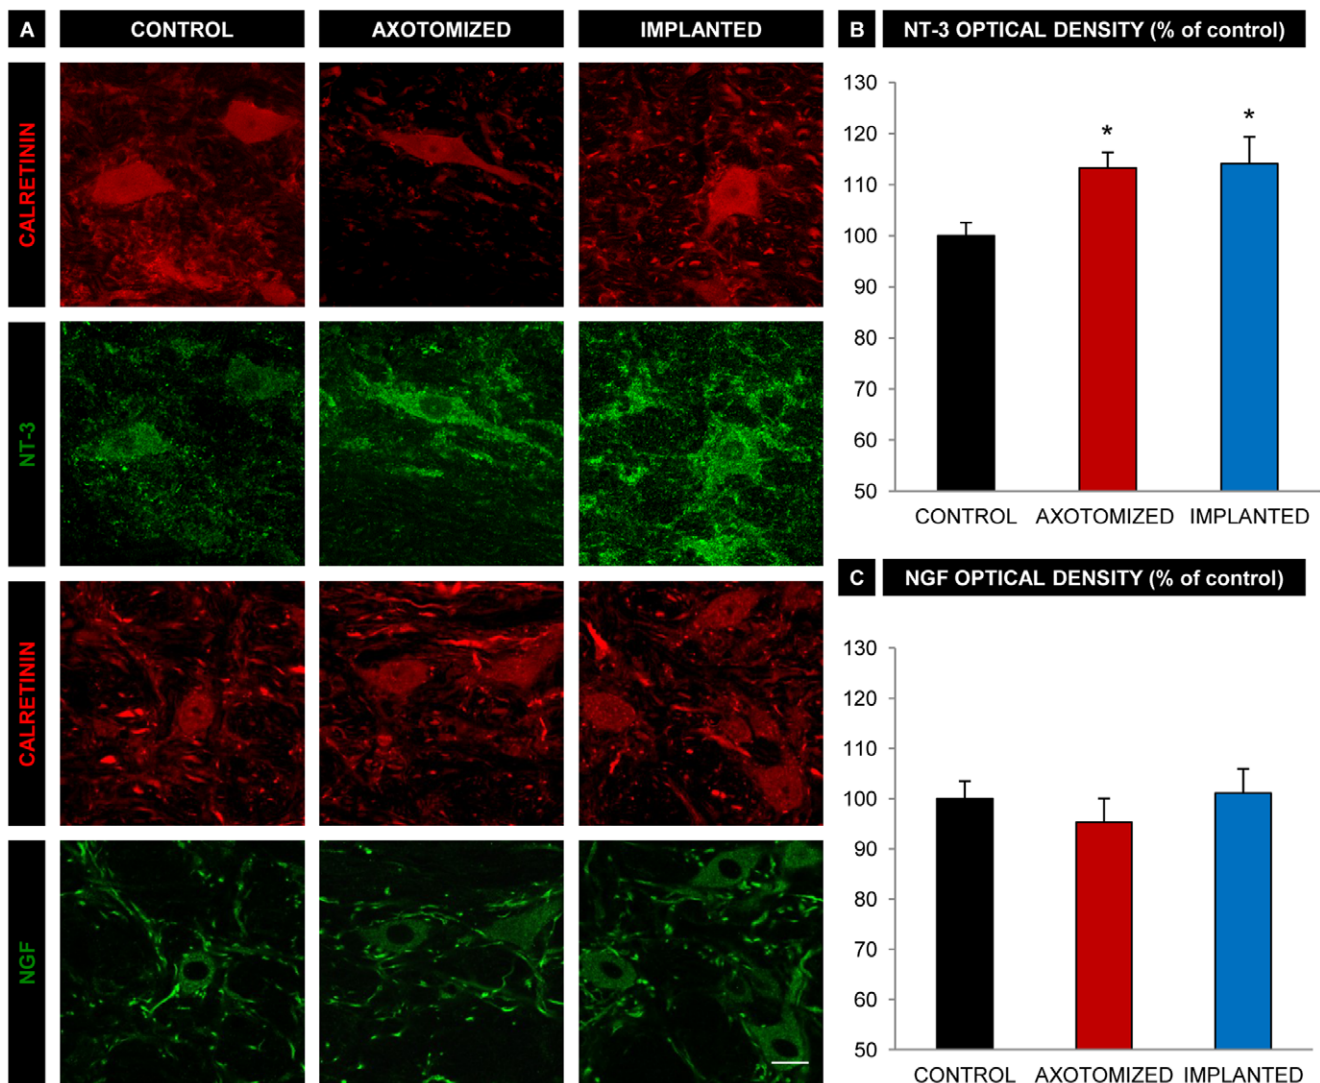 A
CONTROL
AXOTOMIZED
IMPLANTED
CALRETININ
NT-3
CALRETININ
NGF
B
NT-3 OPTICAL DENSITY (% of control)
130
120
110
100
90
80
70
60
50
*
*
CONTROL
AXOTOMIZED
IMPLANTED
C
NGF OPTICAL DENSITY (% of control)
130
120
110
100
90
80
70
60
50
CONTROL
AXOTOMIZED
IMPLANTED